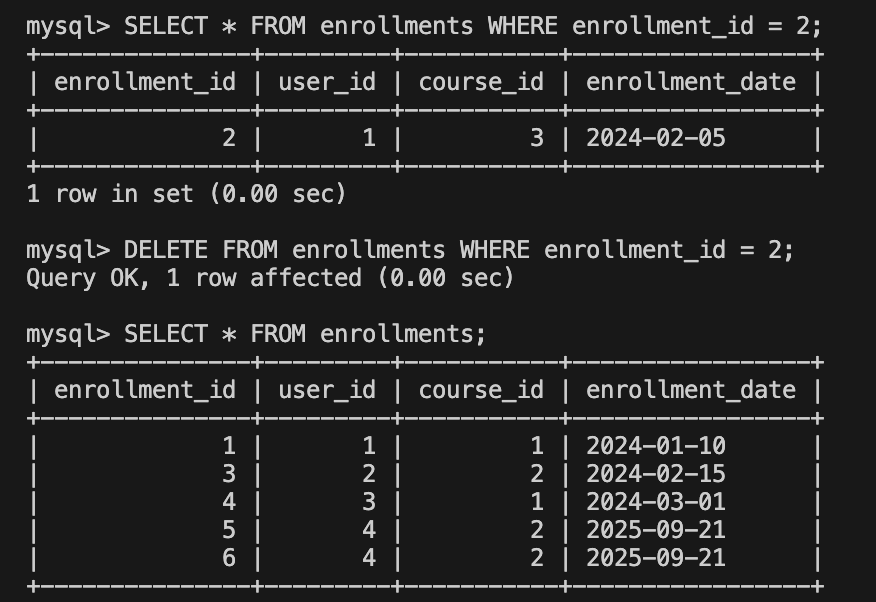 mysql> SELECT * FROM enrollments WHERE enrollment_id = 2;
+---------------+---------+-----------+-----------------+
| enrollment_id | user_id | course_id | enrollment_date |
+---------------+---------+-----------+-----------------+
|             2 |       1 |         3 | 2024-02-05      |
+---------------+---------+-----------+-----------------+
1 row in set (0.00 sec)

mysql> DELETE FROM enrollments WHERE enrollment_id = 2;
Query OK, 1 row affected (0.00 sec)

mysql> SELECT * FROM enrollments;
+---------------+---------+-----------+-----------------+
| enrollment_id | user_id | course_id | enrollment_date |
+---------------+---------+-----------+-----------------+
|             1 |       1 |         1 | 2024-01-10      |
|             3 |       2 |         2 | 2024-02-15      |
|             4 |       3 |         1 | 2024-03-01      |
|             5 |       4 |         2 | 2025-09-21      |
|             6 |       4 |         2 | 2025-09-21      |
+---------------+---------+-----------+-----------------+